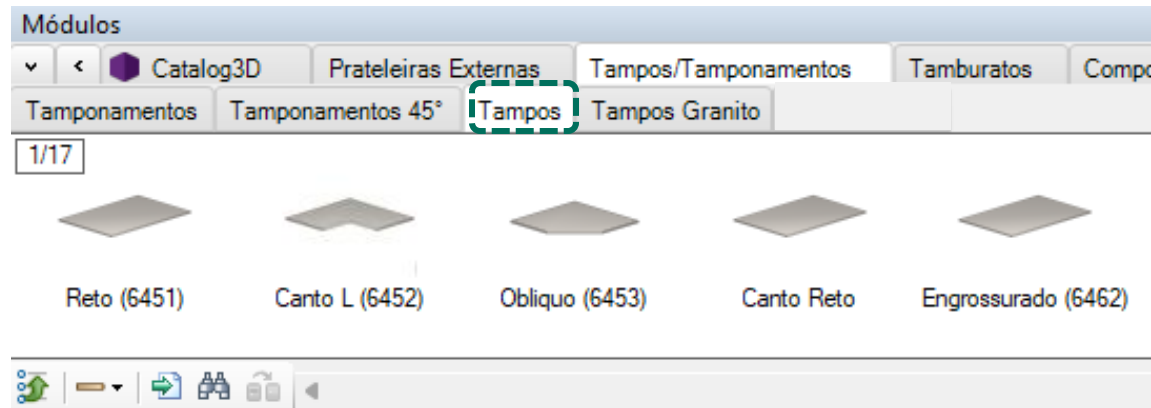 Módulos
Catalog3D Prateleiras Externas Tampos/Tamponamentos Tamburatos Compo
Tamponamentos Tamponamentos 45° Tampos Tampos Granito
1/17
Reto (6451) Canto L (6452) Obliquo (6453) Canto Reto Engrossurado (6462)